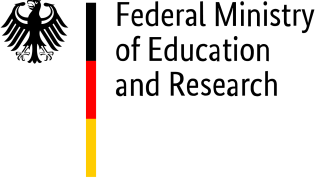 Federal Ministry
of Education
and Research